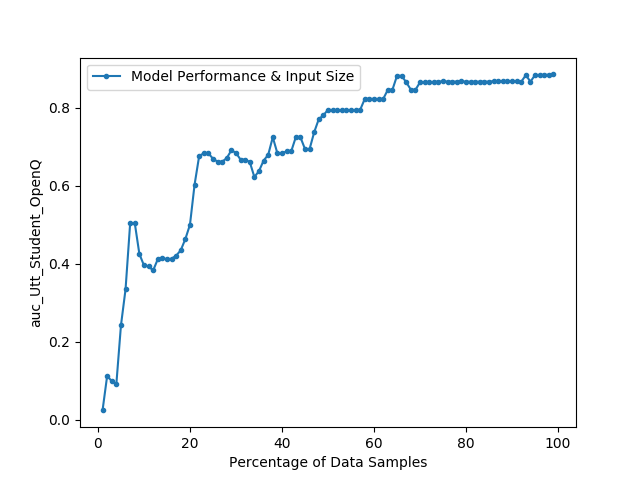 Model Performance & Input Size
0.8
0.6
0.4
0.2
0.0
auc_Utt_Student_OpenQ
0 20 40 60 80 100
Percentage of Data Samples